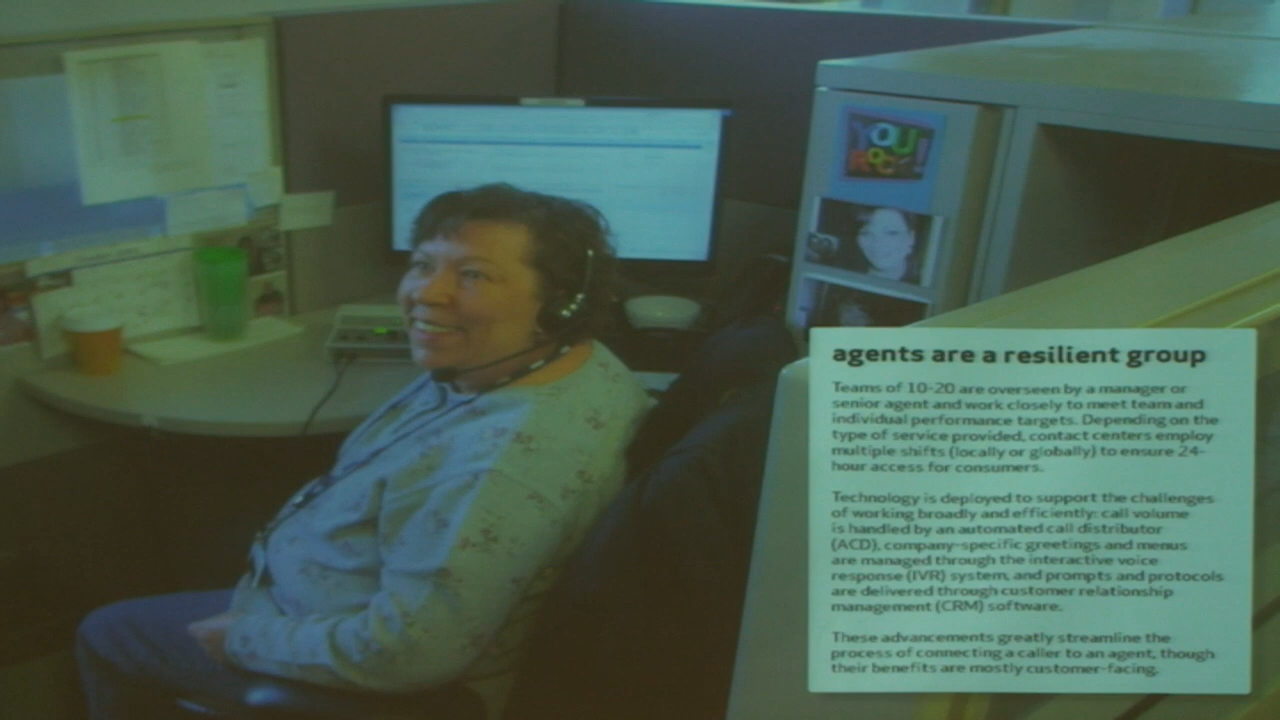 YOU
ROCK!
agents are a resilient group
Teams of 10-20 are overseen by a manager or
senior agent and work closely to meet team and
individual performance targets. Depending on the
type of service provided, contact centers employ
multiple shifts (locally or globally) to ensure 24-
hour access for consumers.
Technology is deployed to support the challenges
of working broadly and efficiently: call volume
is handled by an automated call distributor
(ACD), company-specific greetings and menus
are managed through the interactive voice
response (IVR) system, and prompts and protocols
are delivered through customer relationship
management (CRM) software.
These advancements greatly streamline the
process of connecting a caller to an agent, though
their benefits are mostly customer-facing.